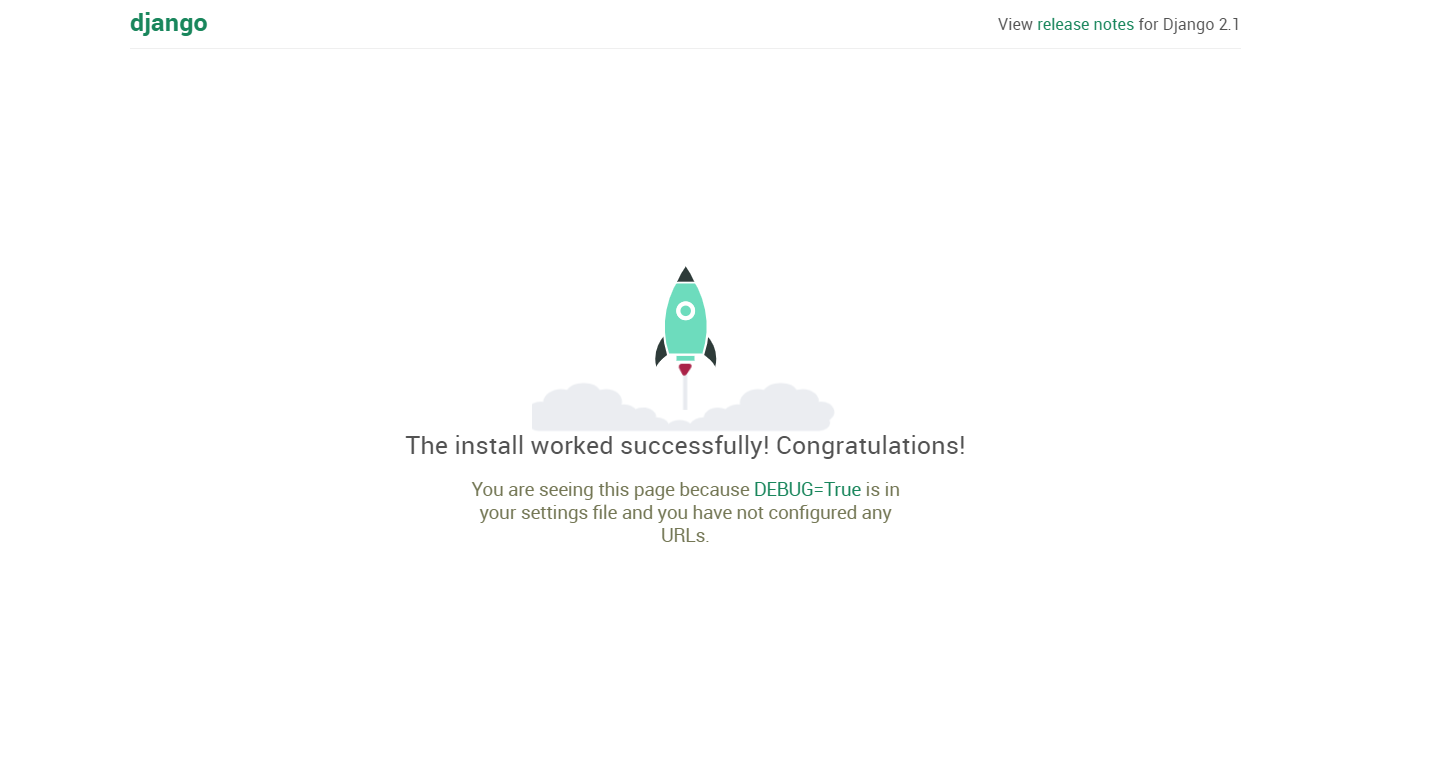 django
View release notes for Django 2.1
The install worked successfully! Congratulations!
You are seeing this page because DEBUG=True is in
your settings file and you have not configured any
URLs.